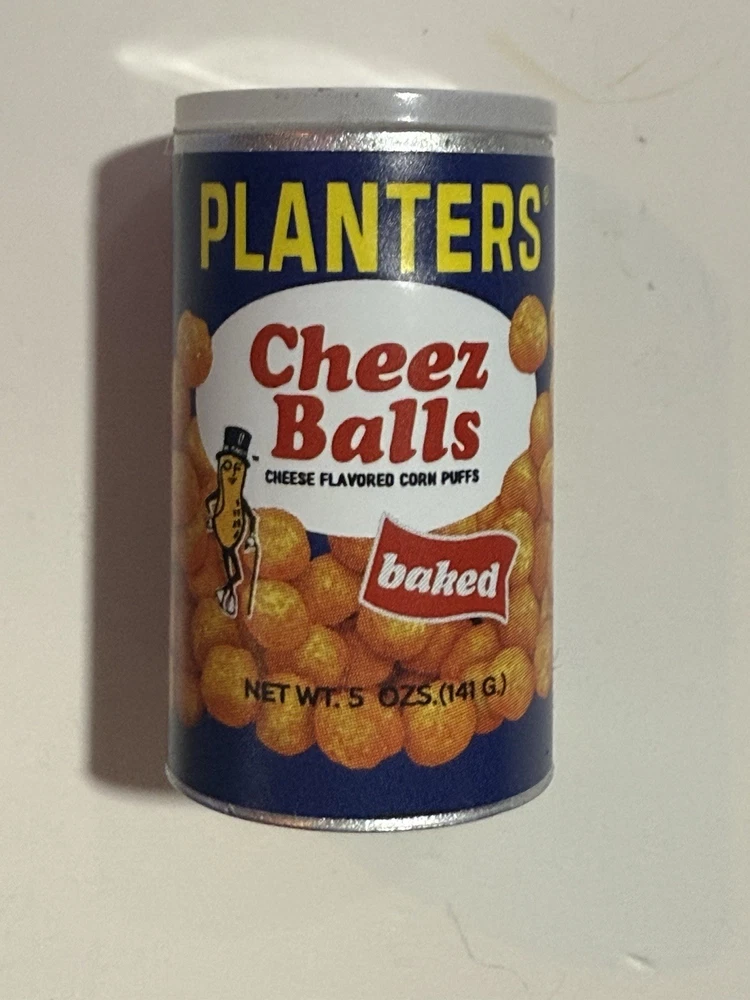 PLANTERS®
Cheez
Balls
CHEESE FLAVORED CORN PUFFS
baked
NET WT. 5 OZS.(141 G.)